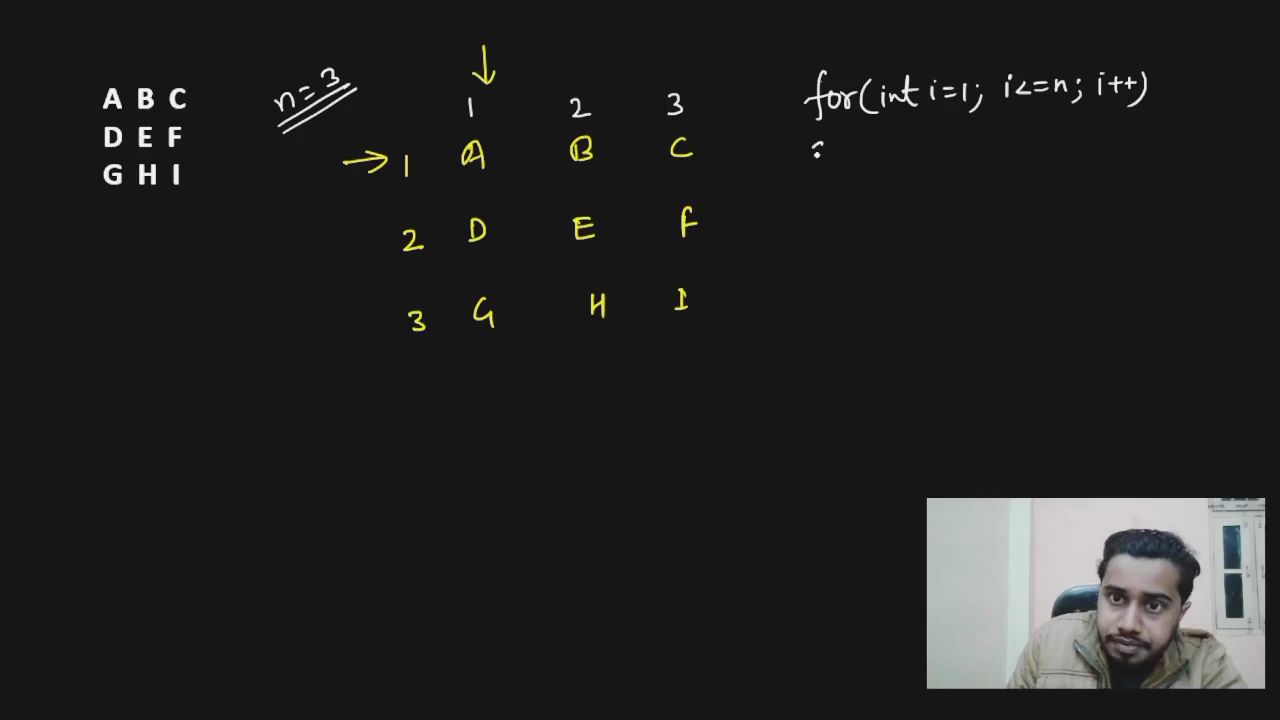 A B C
D E F
G H I
n=3
1 2 3
1 A B C
2 D E F
3 G H I
for(int i=1; i<=n; i++)